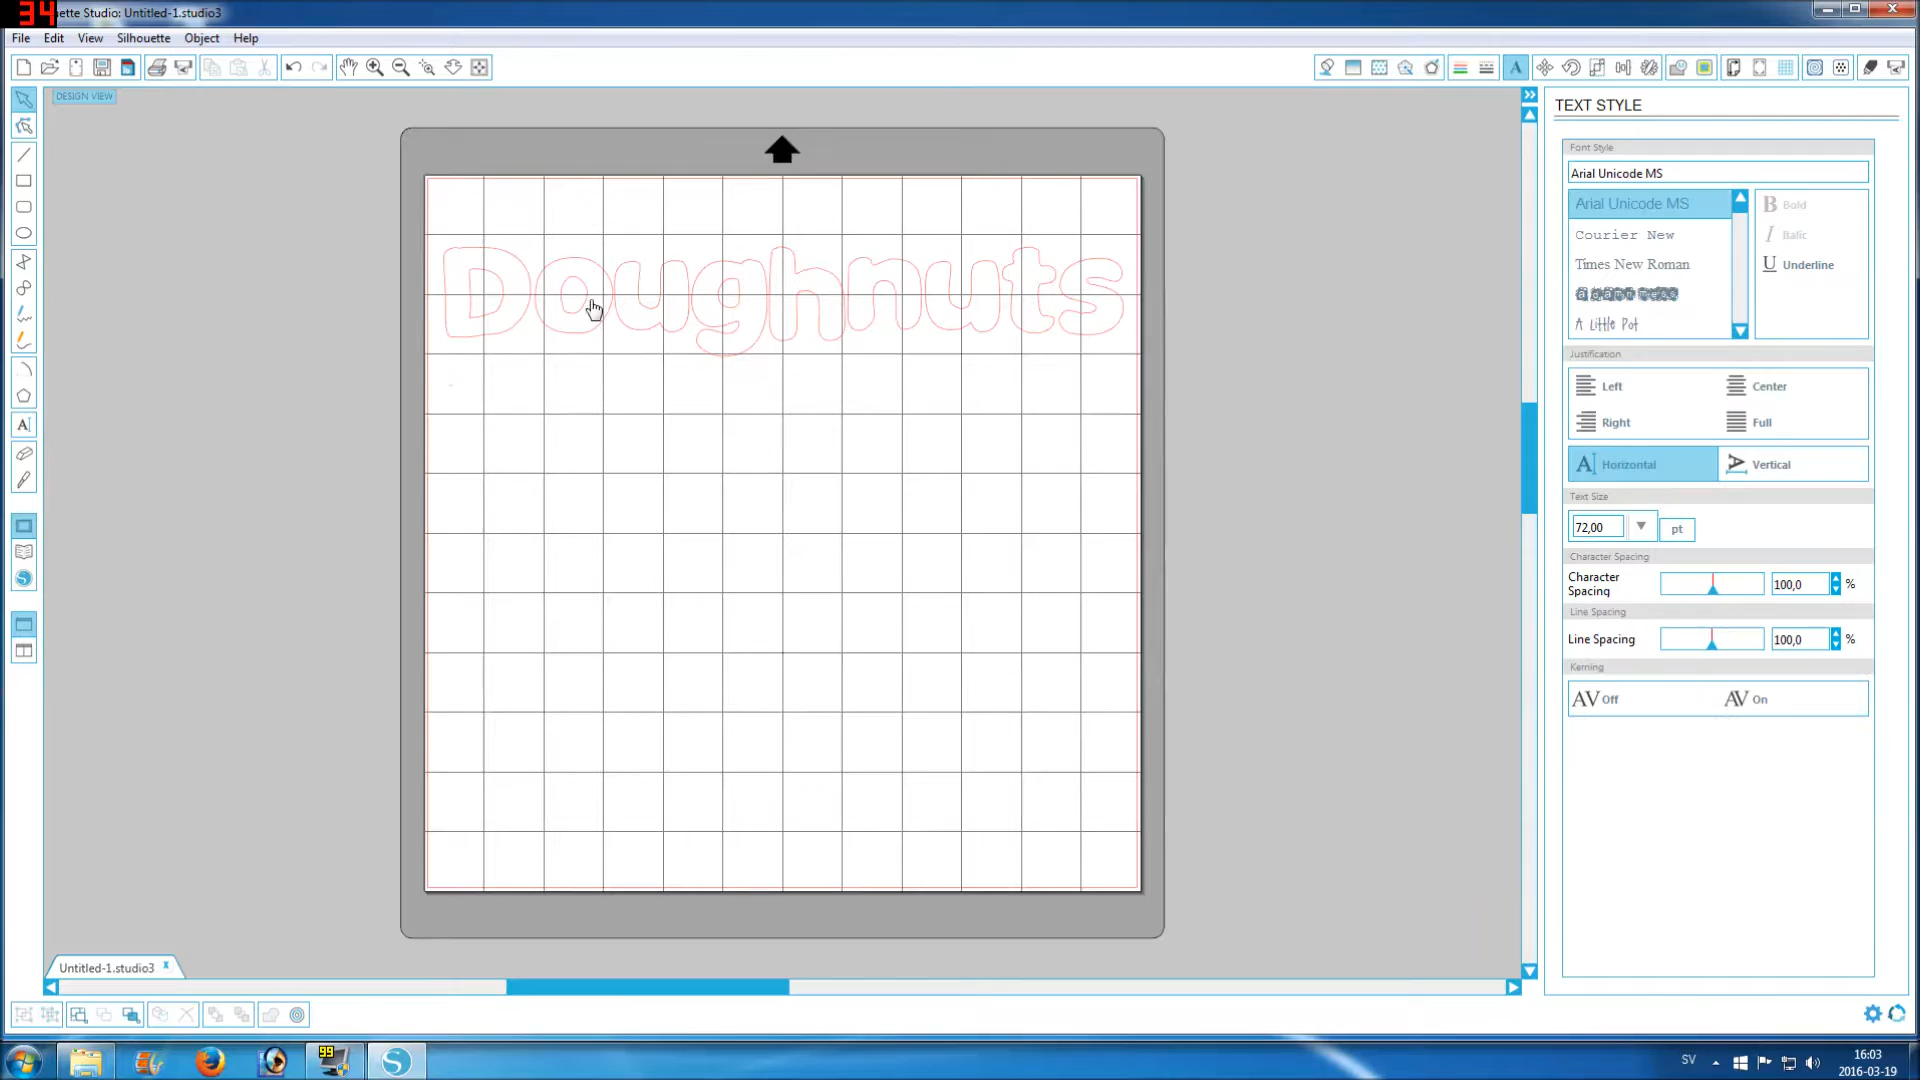 34
ette Studio: Untitled-1.studio3
File Edit View Silhouette Object Help
DESIGN VIEW
Doughnuts
TEXT STYLE
Font Style
Arial Unicode MS
Arial Unicode MS
Courier New
Times New Roman
A Little Pot
B Bold
I Italic
U Underline
Justification
Left Center
Right Full
Horizontal Vertical
Text Size
72,00 pt
Character Spacing
Character Spacing 100,0 %
Line Spacing
Line Spacing 100,0 %
Kerning
AV Off AV On
Untitled-1.studio3 x
99
SV
16:03
2016-03-19